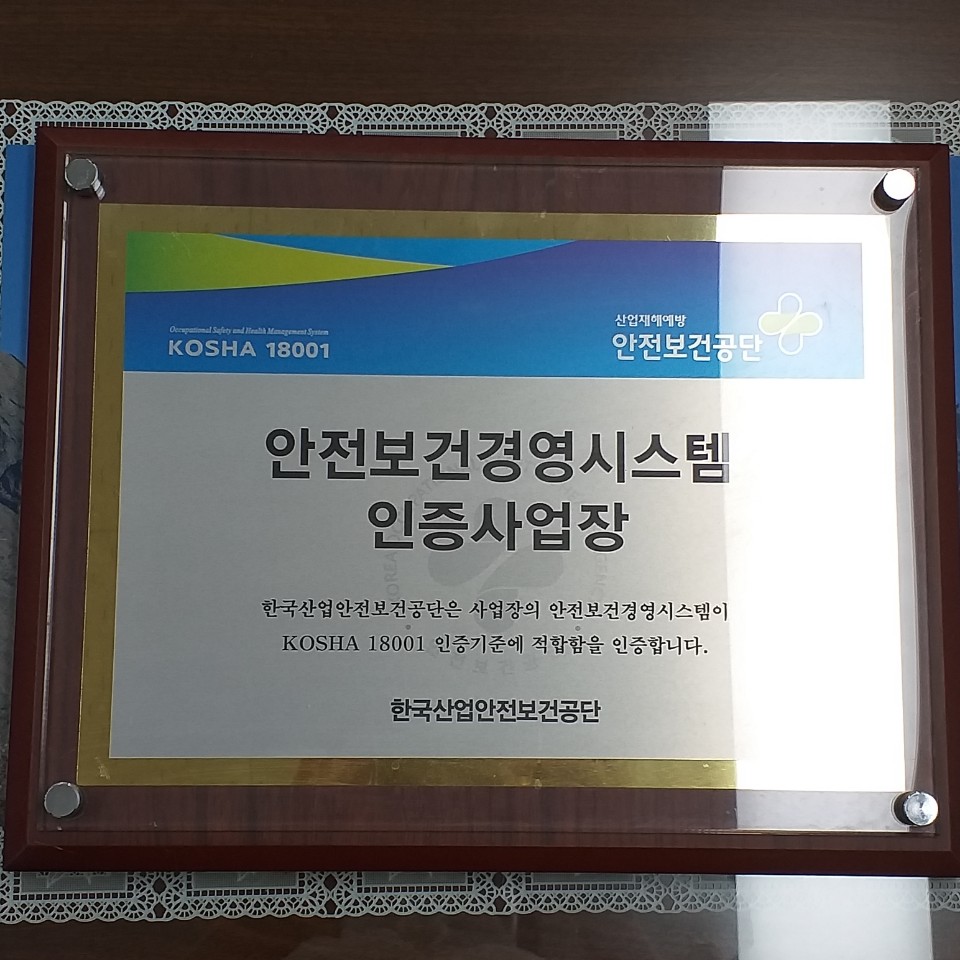 Occupational Safety and Health Management System
KOSHA 18001
산업재해예방
안전보건공단
안전보건경영시스템
인증사업장
한국산업안전보건공단은 사업장의 안전보건경영시스템이
KOSHA 18001 인증기준에 적합함을 인증합니다.
한국산업안전보건공단